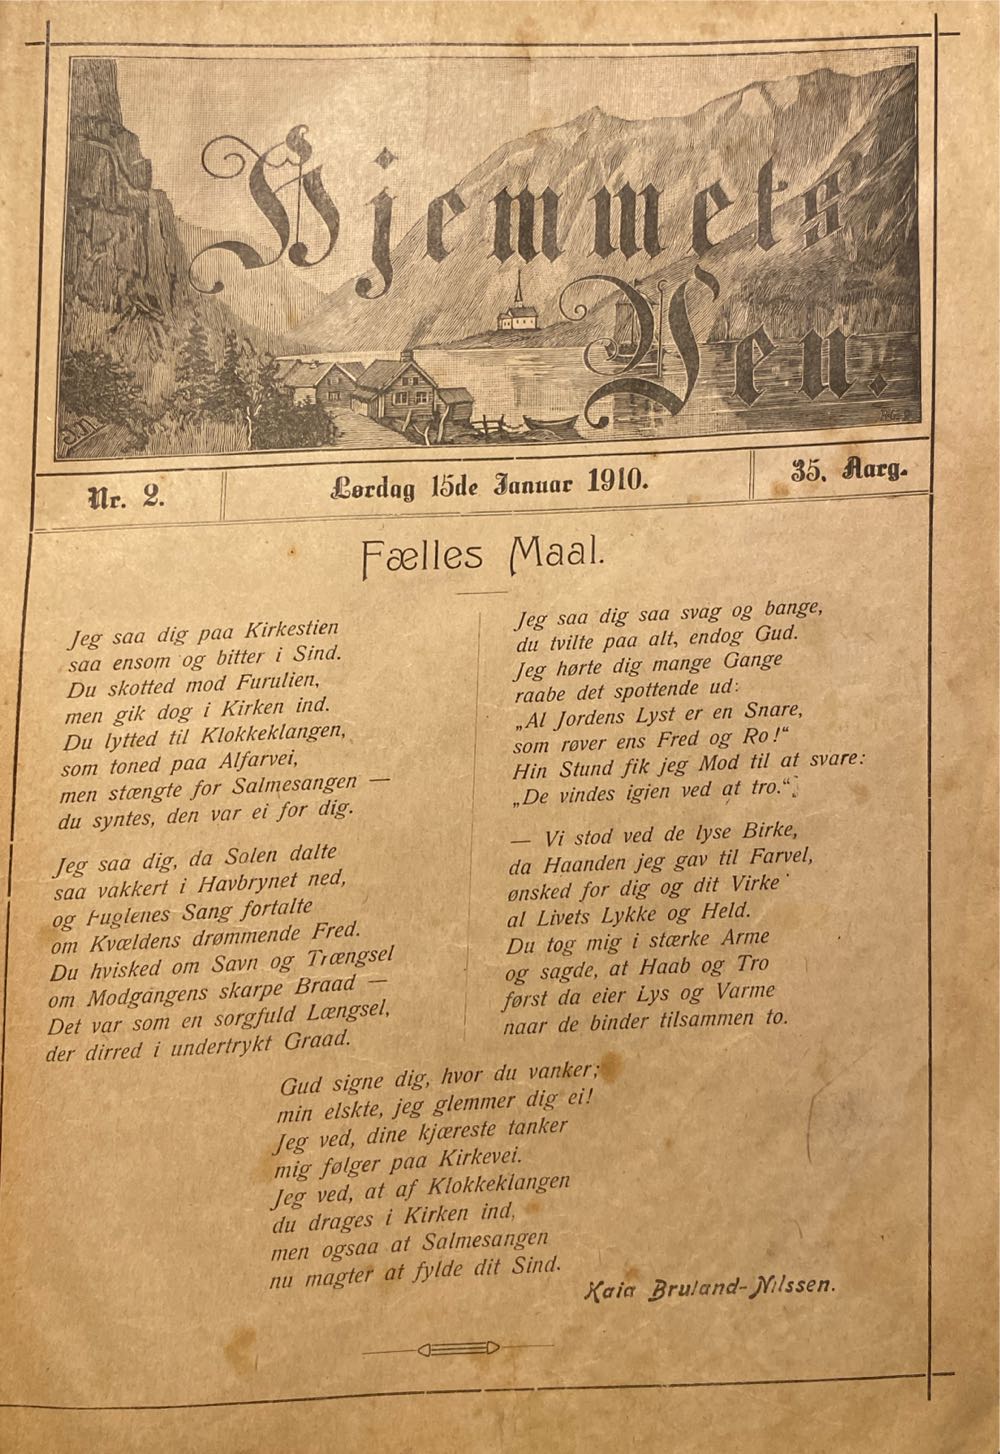 Hjemmets
Ven.
Nr. 2.
Lørdag 15de Januar 1910.
35. Aarg.
Fælles Maal.
Jeg saa dig paa Kirkestien
saa ensom og bitter i Sind.
Du skotted mod Furulien,
men gik dog i Kirken ind.
Du lytted til Klokkeklangen,
som toned paa Alfarvei,
men stængte for Salmesangen —
du syntes, den var ei for dig.
Jeg saa dig, da Solen dalte
saa vakkert i Havbrynet ned,
og Fuglenes Sang fortalte
om Kvældens drømmende Fred.
Du hvisked om Savn og Trængsel
om Modgangens skarpe Braad —
Det var som en sorgfuld Længsel,
der dirred i undertrykt Graad.
Jeg saa dig saa svag og bange,
du tvilte paa alt, endog Gud.
Jeg hørte dig mange Gange
raabe det spottende ud:
„Al Jordens Lyst er en Snare,
som røver ens Fred og Ro!"
Hin Stund fik jeg Mod til at svare:
„De vindes igjen ved at tro."
— Vi stod ved de lyse Birke,
da Haanden jeg gav til Farvel,
ønsked for dig og dit Virke
al Livets Lykke og Held.
Du tog mig i stærke Arme
og sagde, at Haab og Tro
først da eier Lys og Varme
naar de binder tilsammen to.
Gud signe dig, hvor du vanker;
min elskte, jeg glemmer dig ei!
Jeg ved, dine kjæreste tanker
mig følger paa Kirkevei.
Jeg ved, at af Klokkeklangen
du drages i Kirken ind,
men ogsaa at Salmesangen
nu magter at fylde dit Sind.
Kaia Bruland-Nilssen.